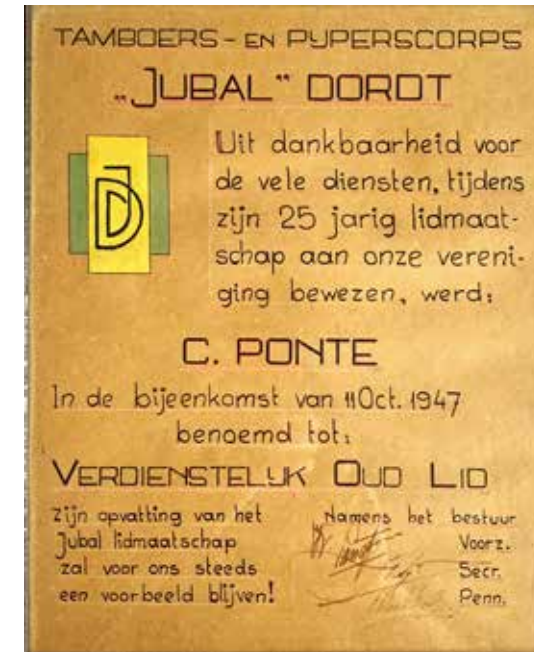 TAMBOERS- EN PIJPERSCORPS
„JUBAL" DORDT
JD
Uit dankbaarheid voor
de vele diensten, tijdens
zijn 25 jarig lidmaat-
schap aan onze vereni-
ging bewezen, werd:
C. PONTE
In de bijeenkomst van 11 Oct. 1947
benoemd tot:
VERDIENSTELIJK OUD LID
Zijn opvatting van het
Jubal lidmaatschap
zal voor ons steeds
een voorbeeld blijven!
Namens het bestuur
Voorz.
Secr.
Penn.